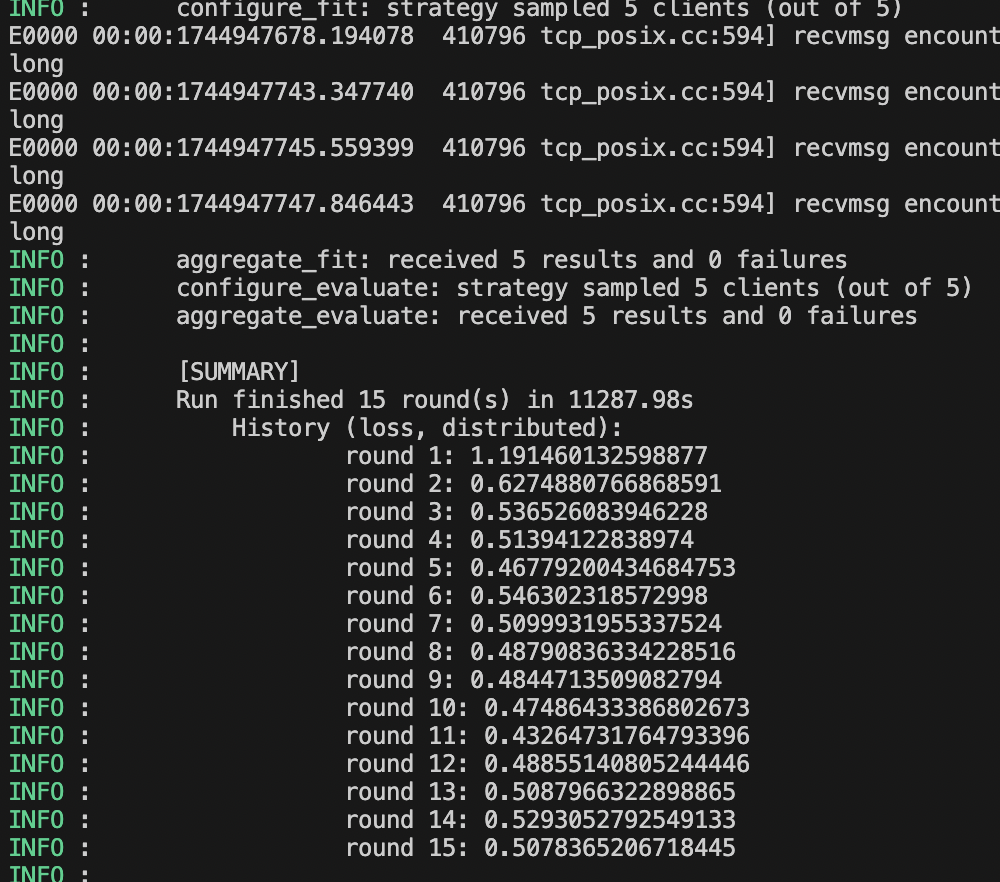 INFO :      configure_fit: strategy sampled 5 clients (out of 5)
E0000 00:00:1744947678.194078  410796 tcp_posix.cc:594] recvmsg encount
long
E0000 00:00:1744947743.347740  410796 tcp_posix.cc:594] recvmsg encount
long
E0000 00:00:1744947745.559399  410796 tcp_posix.cc:594] recvmsg encount
long
E0000 00:00:1744947747.846443  410796 tcp_posix.cc:594] recvmsg encount
long
INFO :      aggregate_fit: received 5 results and 0 failures
INFO :      configure_evaluate: strategy sampled 5 clients (out of 5)
INFO :      aggregate_evaluate: received 5 results and 0 failures
INFO :
INFO :      [SUMMARY]
INFO :      Run finished 15 round(s) in 11287.98s
INFO :          History (loss, distributed):
INFO :                  round 1: 1.191460132598877
INFO :                  round 2: 0.6274880766868591
INFO :                  round 3: 0.536526083946228
INFO :                  round 4: 0.51394122838974
INFO :                  round 5: 0.46779200434684753
INFO :                  round 6: 0.546302318572998
INFO :                  round 7: 0.5099931955337524
INFO :                  round 8: 0.48790836334228516
INFO :                  round 9: 0.4844713509082794
INFO :                  round 10: 0.47486433386802673
INFO :                  round 11: 0.43264731764793396
INFO :                  round 12: 0.48855140805244446
INFO :                  round 13: 0.5087966322898865
INFO :                  round 14: 0.5293052792549133
INFO :                  round 15: 0.5078365206718445
INFO :